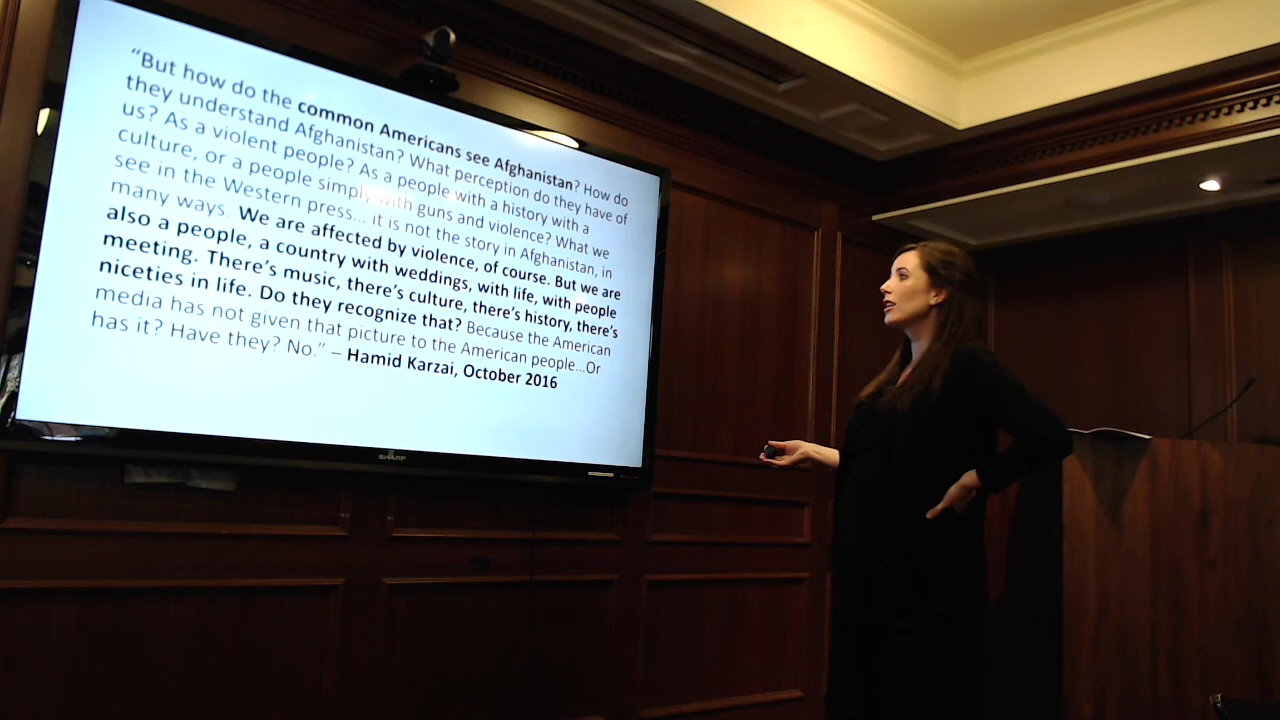 “But how do the common Americans see Afghanistan? How do
they understand Afghanistan? What perception do they have of
us? As a violent people? As a people with a history with a
culture, or a people simply with guns and violence? What we
see in the Western press... it is not the story in Afghanistan, in
many ways. We are affected by violence, of course. But we are
also a people, a country with weddings, with life, with people
meeting. There’s music, there’s culture, there’s history, there’s
niceties in life. Do they recognize that? Because the American
media has not given that picture to the American people...Or
has it? Have they? No.” – Hamid Karzai, October 2016
SHARP